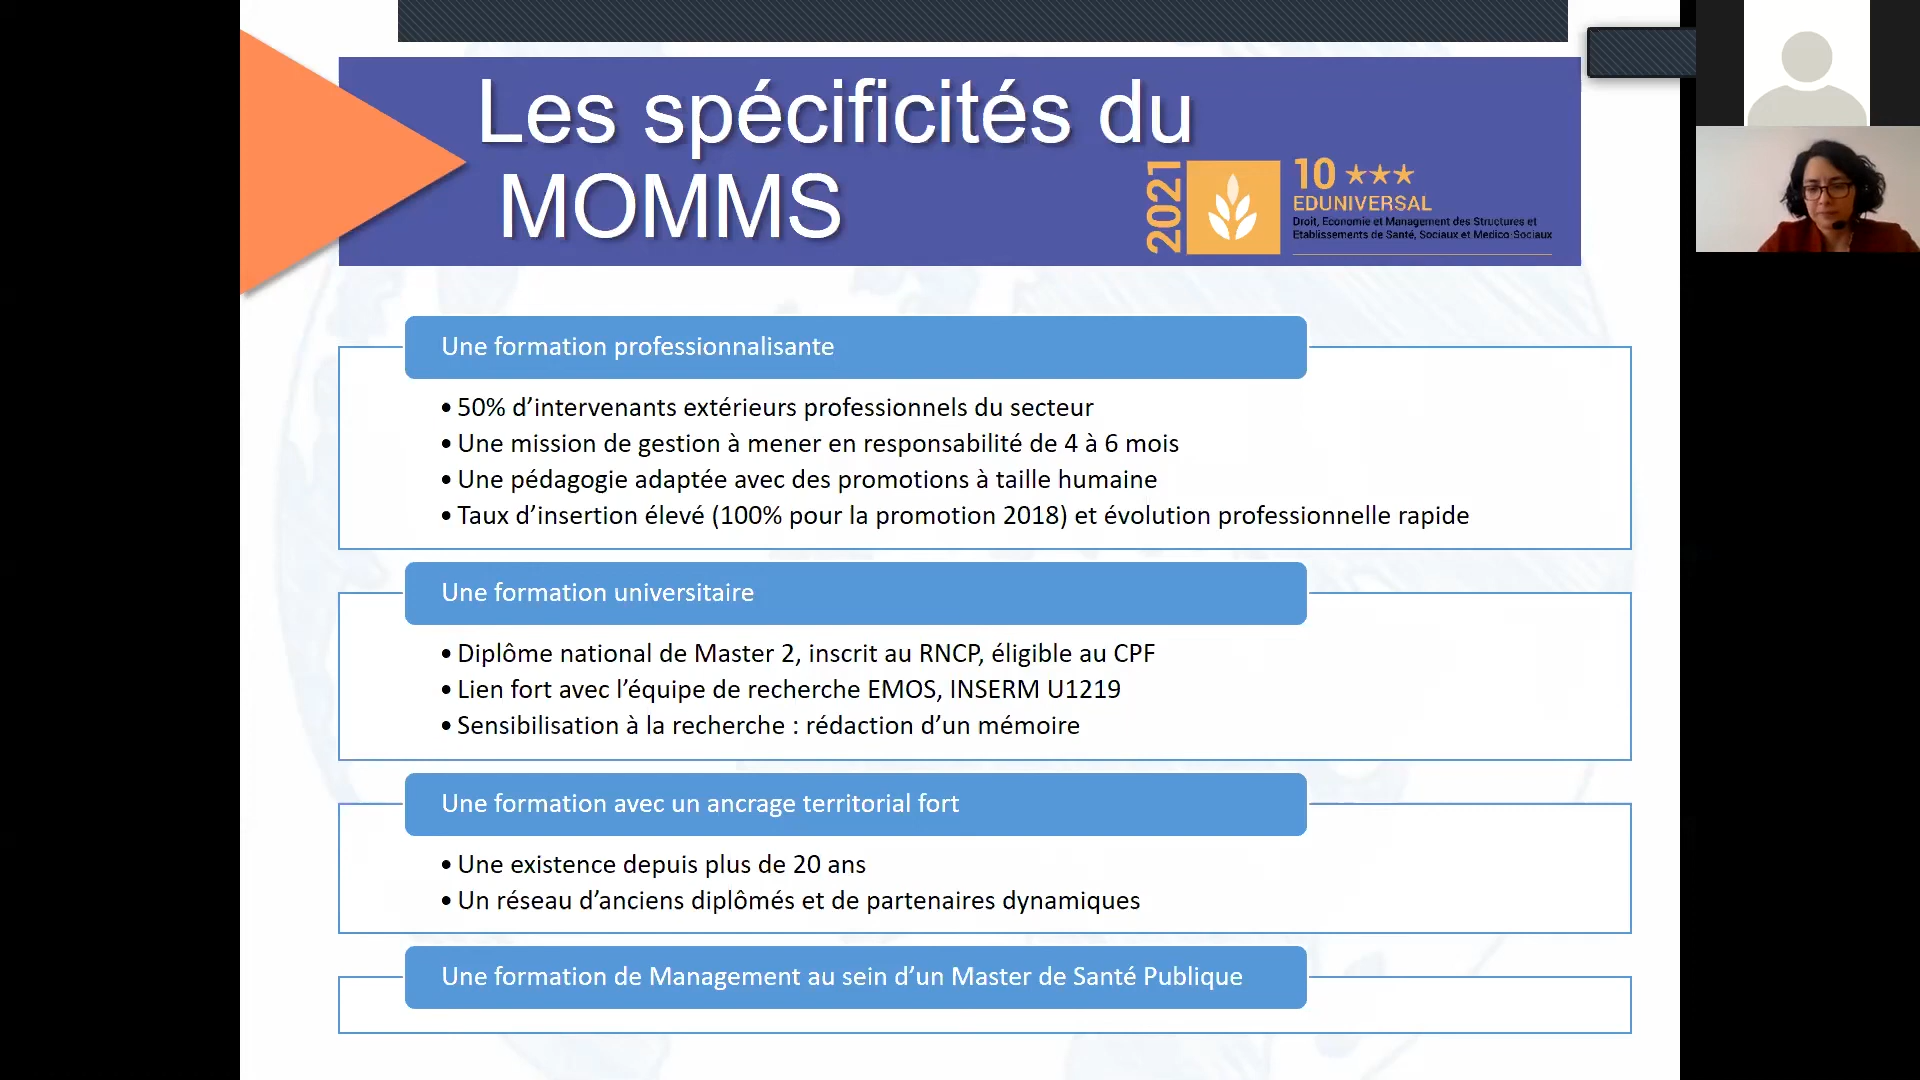 Les spécificités du
MOMMS
2021
10 ★★★
EDUNIVERSAL
Droit, Economie et Management des Structures et
Etablissements de Santé, Sociaux et Medico-Sociaux
Une formation professionnalisante
• 50% d’intervenants extérieurs professionnels du secteur
• Une mission de gestion à mener en responsabilité de 4 à 6 mois
• Une pédagogie adaptée avec des promotions à taille humaine
• Taux d’insertion élevé (100% pour la promotion 2018) et évolution professionnelle rapide
Une formation universitaire
• Diplôme national de Master 2, inscrit au RNCP, éligible au CPF
• Lien fort avec l’équipe de recherche EMOS, INSERM U1219
• Sensibilisation à la recherche : rédaction d’un mémoire
Une formation avec un ancrage territorial fort
• Une existence depuis plus de 20 ans
• Un réseau d’anciens diplômés et de partenaires dynamiques
Une formation de Management au sein d’un Master de Santé Publique